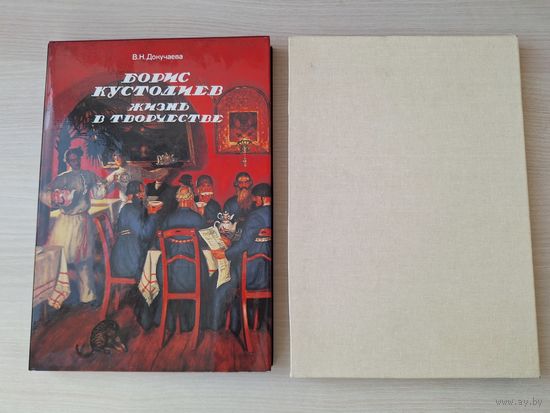 В.Н. Докучаева
БОРИС
КУСТОДИЕВ
ЖИЗНЬ
В ТВОРЧЕСТВЕ
www.ay.by